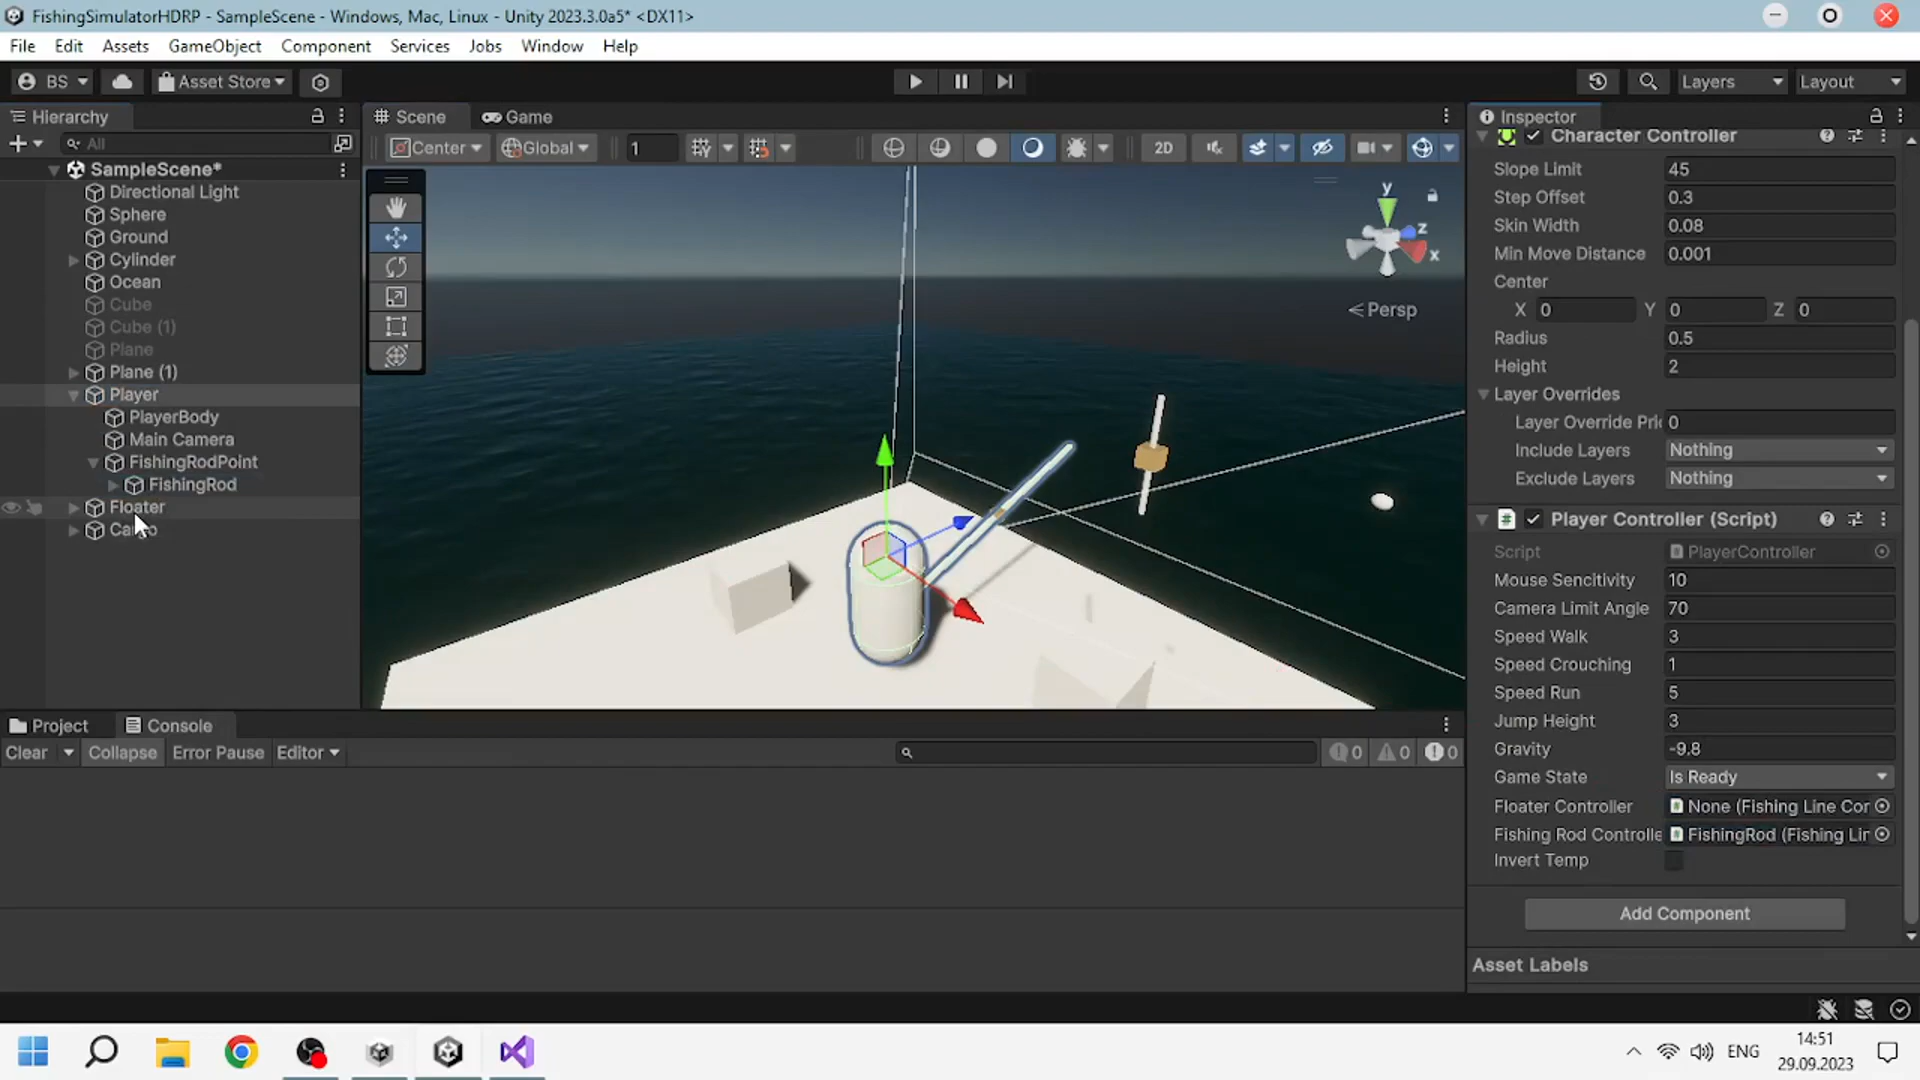 FishingSimulatorHDRP - SampleScene - Windows, Mac, Linux - Unity 2023.3.0a5* <DX11>
File Edit Assets GameObject Component Services Jobs Window Help
BS Asset Store Layers Layout
Hierarchy
All
SampleScene*
Directional Light
Sphere
Ground
Cylinder
Ocean
Cube
Cube (1)
Plane
Plane (1)
Player
PlayerBody
Main Camera
FishingRodPoint
FishingRod
Floater
Scene Game
Center Global 1 2D
y
z
x
Persp
Project Console
Clear Collapse Error Pause Editor 0 0 0
Inspector
Character Controller
Slope Limit 45
Step Offset 0.3
Skin Width 0.08
Min Move Distance 0.001
Center
X 0 Y 0 Z 0
Radius 0.5
Height 2
Layer Overrides
Layer Override Pri 0
Include Layers Nothing
Exclude Layers Nothing
Player Controller (Script)
Script PlayerController
Mouse Sencitivity 10
Camera Limit Angle 70
Speed Walk 3
Speed Crouching 1
Speed Run 5
Jump Height 3
Gravity -9.8
Game State Is Ready
Floater Controller None (Fishing Line Cor
Fishing Rod Controlle FishingRod (Fishing Lir
Invert Temp
Add Component
Asset Labels
ENG
14:51
29.09.2023